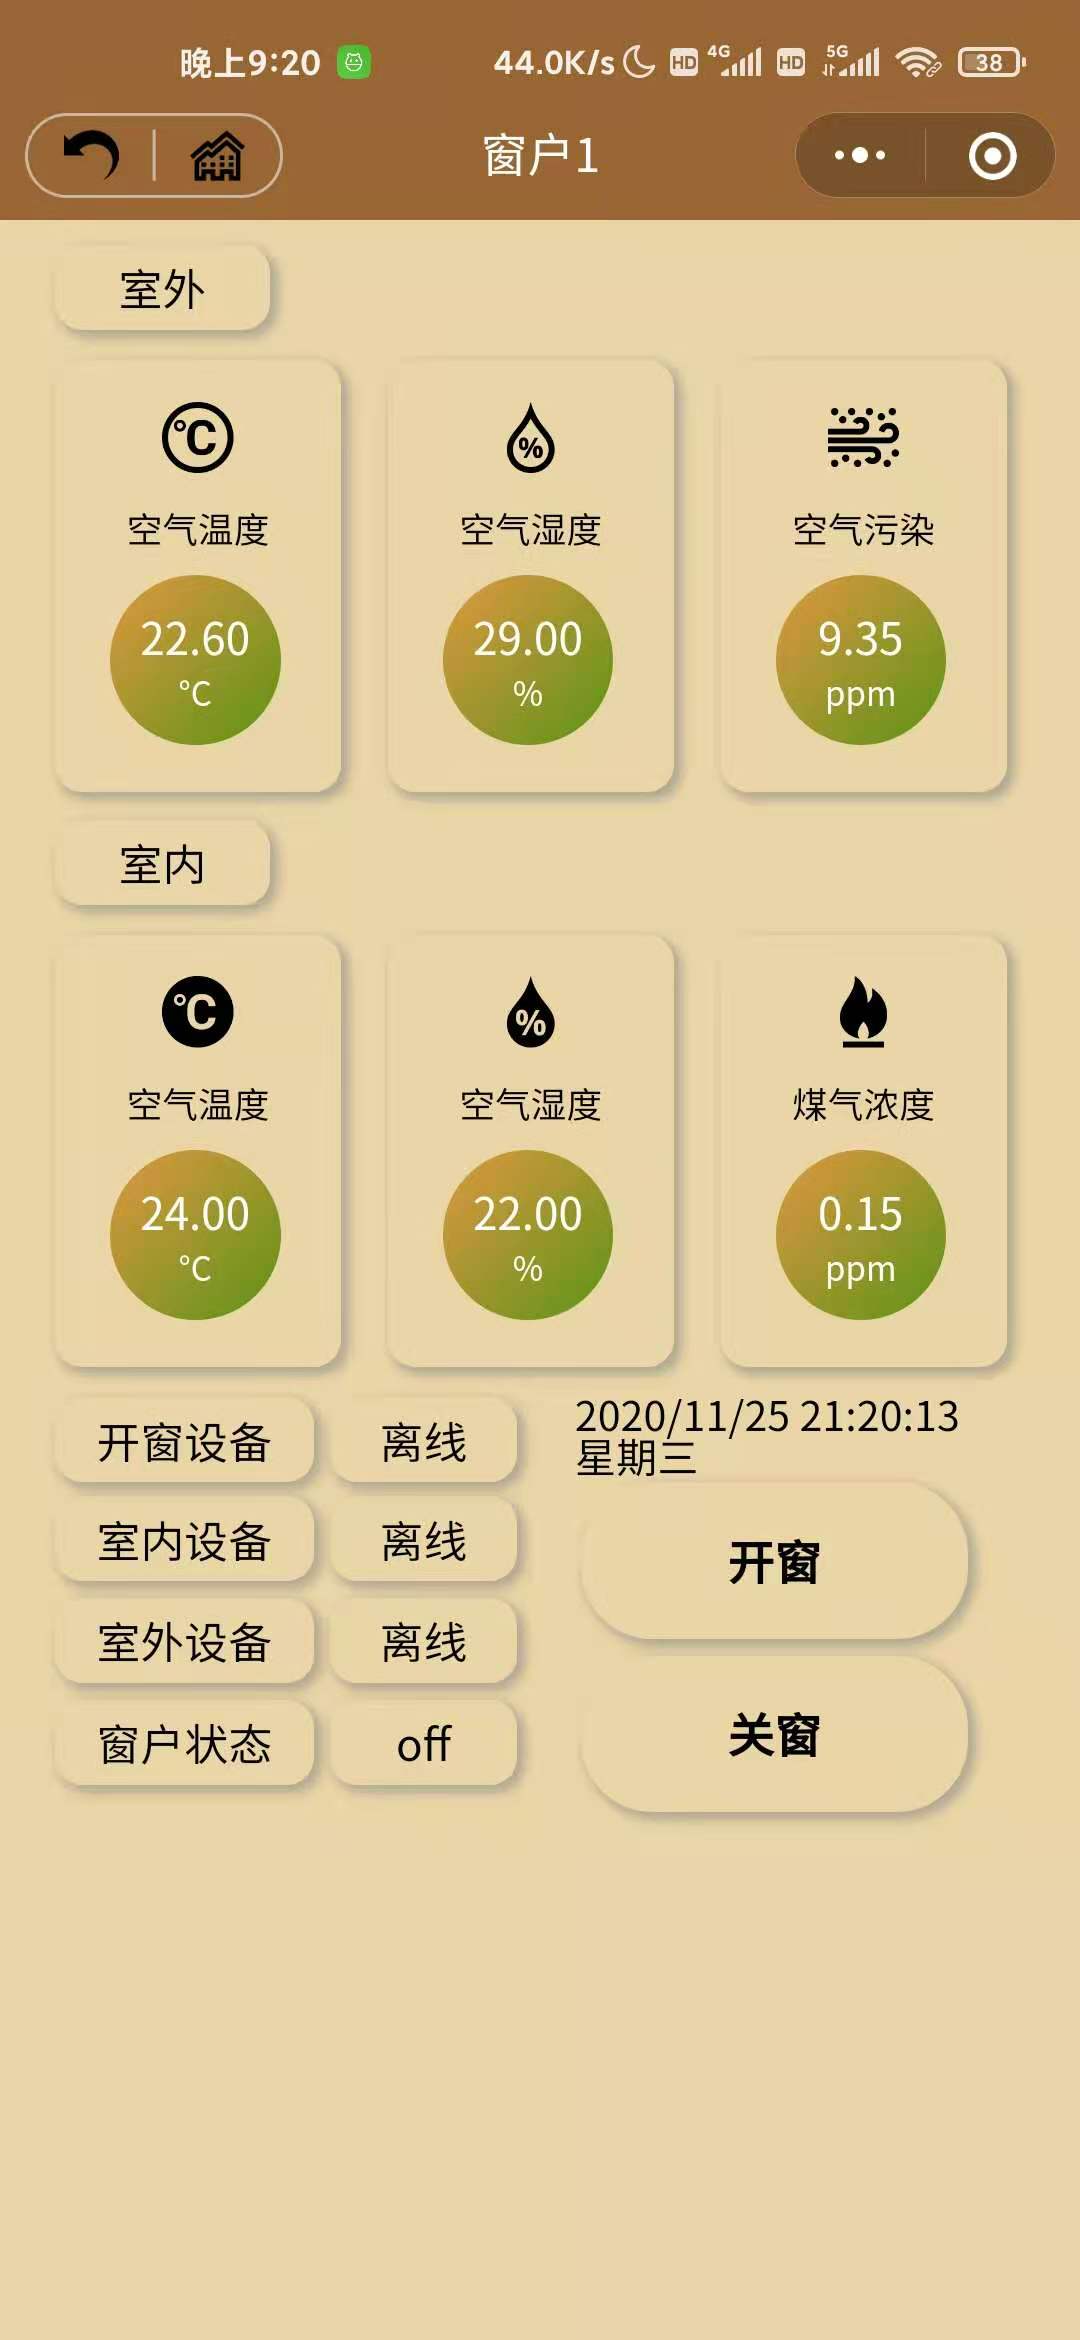 晚上9:20 44.0K/s HD 4G HD 5G 38
窗户1
室外
℃ % 
空气温度 空气湿度 空气污染
22.60 29.00 9.35
℃ % ppm
室内
℃ %
空气温度 空气湿度 煤气浓度
24.00 22.00 0.15
℃ % ppm
开窗设备 离线
室内设备 离线
室外设备 离线
窗户状态 off
2020/11/25 21:20:13
星期三
开窗
关窗